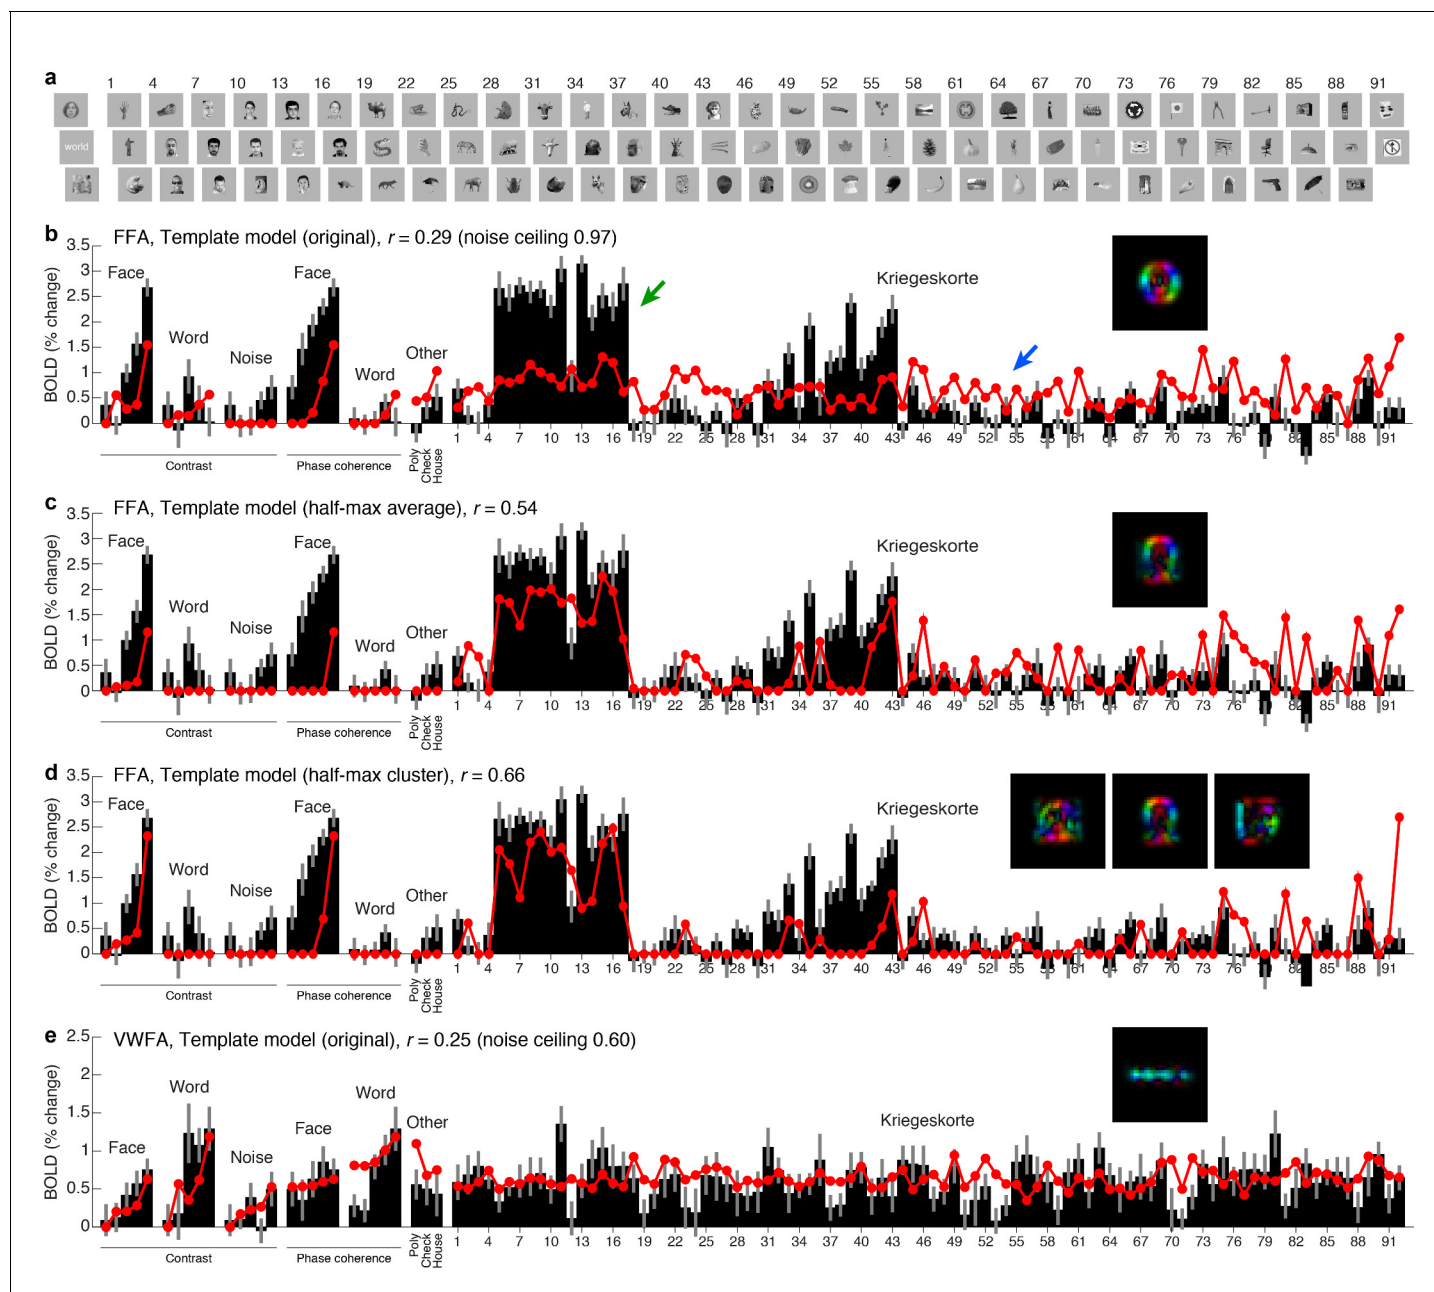 a
1 4 7 10 13 16 19 22 25 28 31 34 37 40 43 46 49 52 55 58 61 64 67 70 73 76 79 82 85 88 91
world
b FFA, Template model (original), r = 0.29 (noise ceiling 0.97)
BOLD (% change)
3.5
3
2.5
2
1.5
1
0.5
0
Face
Word
Noise
Face
Word
Other
Kriegeskorte
Contrast
Phase coherence
Poly
Check
House
1 4 7 10 13 16 19 22 25 28 31 34 37 40 43 46 49 52 55 58 61 64 67 70 73 76 79 82 85 88 91
c FFA, Template model (half-max average), r = 0.54
BOLD (% change)
3.5
3
2.5
2
1.5
1
0.5
0
Face
Word
Noise
Face
Word
Other
Kriegeskorte
Contrast
Phase coherence
Poly
Check
House
1 4 7 10 13 16 19 22 25 28 31 34 37 40 43 46 49 52 55 58 61 64 67 70 73 76 79 82 85 88 91
d FFA, Template model (half-max cluster), r = 0.66
BOLD (% change)
3.5
3
2.5
2
1.5
1
0.5
0
Face
Word
Noise
Face
Word
Other
Kriegeskorte
Contrast
Phase coherence
Poly
Check
House
1 4 7 10 13 16 19 22 25 28 31 34 37 40 43 46 49 52 55 58 61 64 67 70 73 76 79 82 85 88 91
e VWFA, Template model (original), r = 0.25 (noise ceiling 0.60)
BOLD (% change)
2.5
2
1.5
1
0.5
0
Face
Word
Noise
Face
Word
Other
Kriegeskorte
Contrast
Phase coherence
Poly
Check
House
1 4 7 10 13 16 19 22 25 28 31 34 37 40 43 46 49 52 55 58 61 64 67 70 73 76 79 82 85 88 91